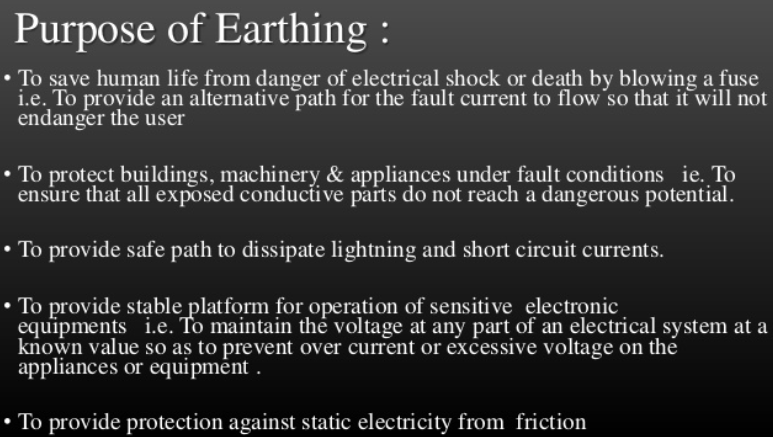 Purpose of Earthing :
• To save human life from danger of electrical shock or death by blowing a fuse
i.e. To provide an alternative path for the fault current to flow so that it will not
endanger the user
• To protect buildings, machinery & appliances under fault conditions   ie. To
ensure that all exposed conductive parts do not reach a dangerous potential.
• To provide safe path to dissipate lightning and short circuit currents.
• To provide stable platform for operation of sensitive  electronic
equipments   i.e. To maintain the voltage at any part of an electrical system at a
known value so as to prevent over current or excessive voltage on the
appliances or equipment .
• To provide protection against static electricity from  friction